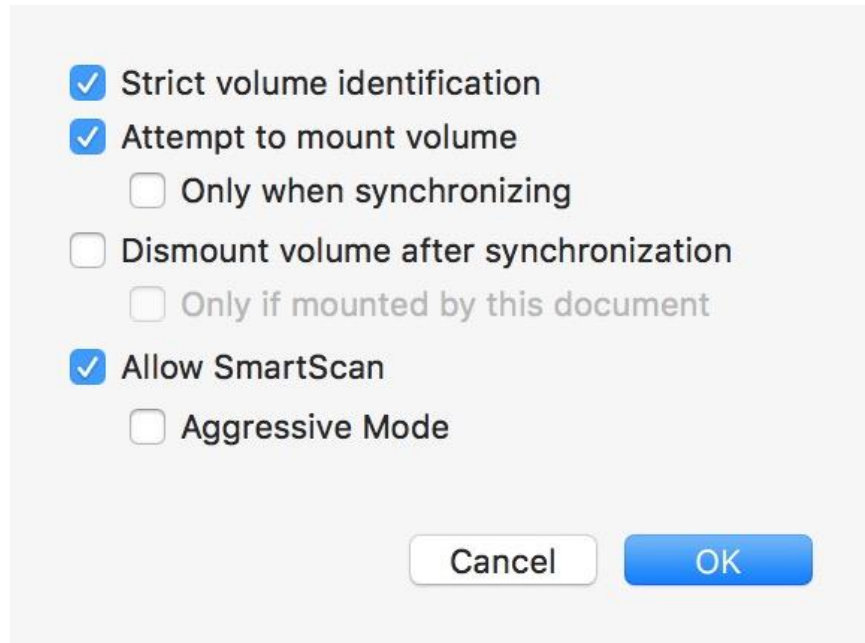 Strict volume identification
Attempt to mount volume
Only when synchronizing
Dismount volume after synchronization
Only if mounted by this document
Allow SmartScan
Aggressive Mode
Cancel OK